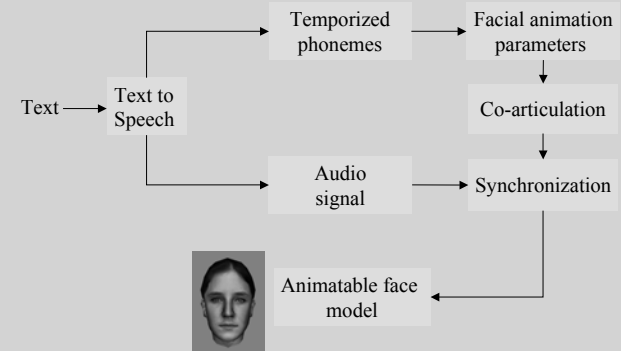 Text
Text to
Speech
Temporized
phonemes
Facial animation
parameters
Co-articulation
Audio
signal
Synchronization
Animatable face
model